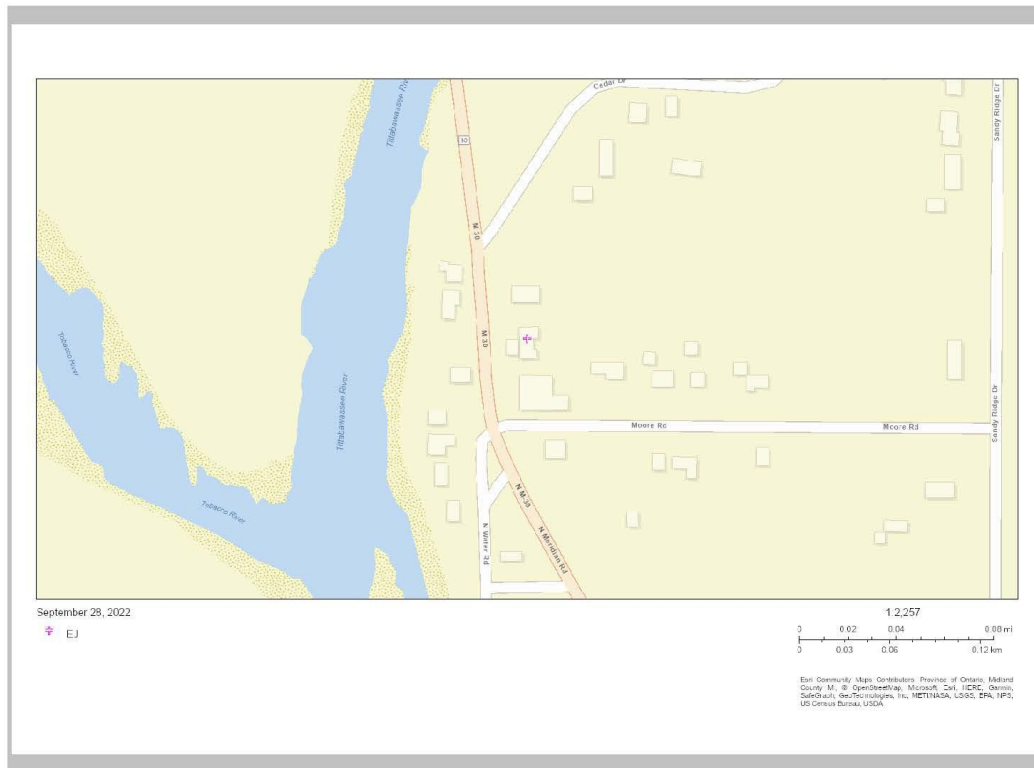 Cedar Dr
Sandy Ridge Dr
Tittabawassee Riv
30
M 30
M 30
Tobacco River
Tittabawassee River
Moore Rd
Moore Rd
Sandy Ridge Dr
Tobacco River
N M-30
N Water Rd
N Meridian Rd
September 28, 2022
EJ
1:2,257
0 0.02 0.04 0.08 mi
0 0.03 0.06 0.12 km
Esri Community Maps Contributors, Province of Ontario, Midland
County MI, © OpenStreetMap, Microsoft, Esri, HERE, Garmin,
SafeGraph, GeoTechnologies, Inc, METI/NASA, USGS, EPA, NPS,
US Census Bureau, USDA